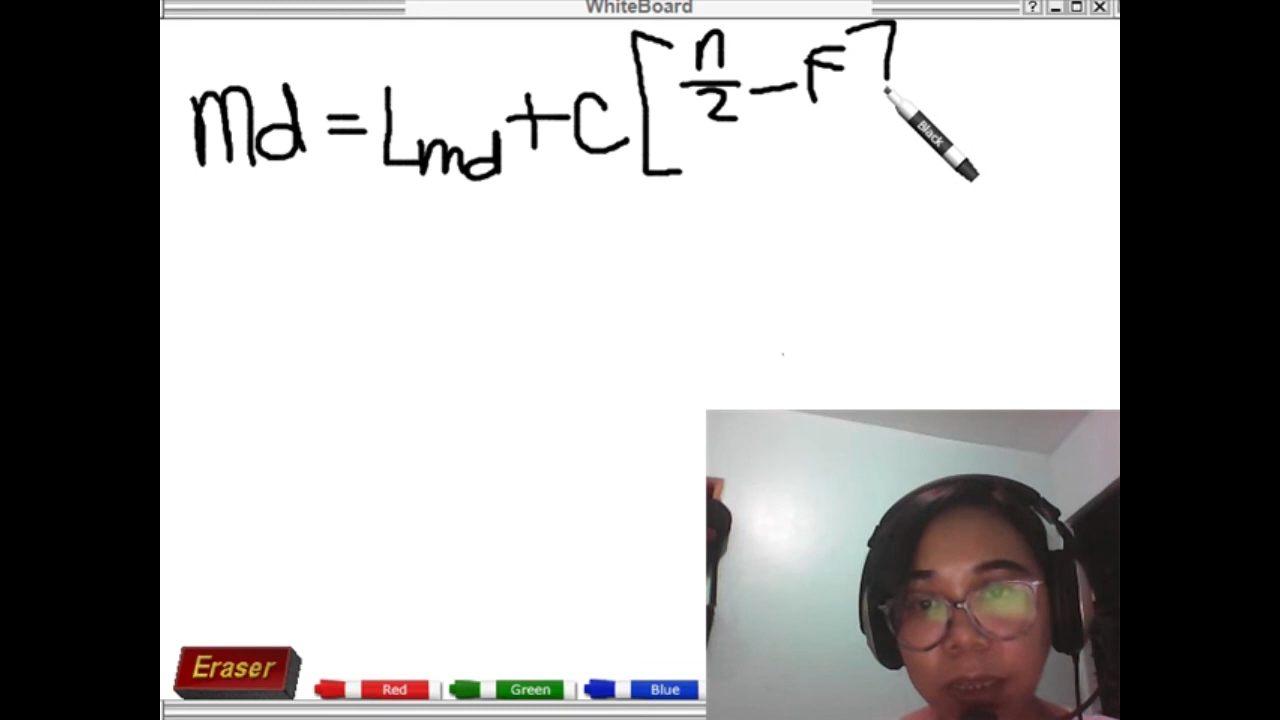 WhiteBoard
Md = Lmd + C [ n/2 - F ]
Black
Eraser
Red
Green
Blue